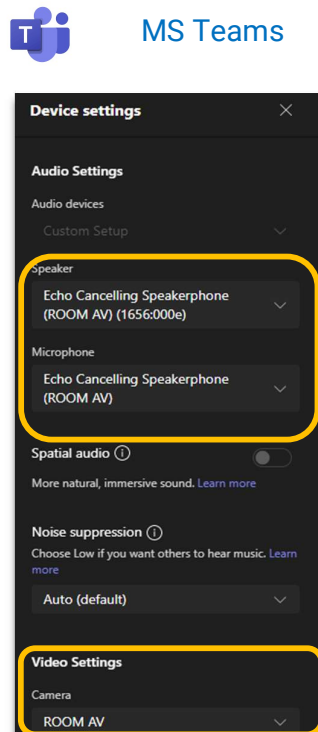 T
MS Teams
Device settings
Audio Settings
Audio devices
Custom Setup
Speaker
Echo Cancelling Speakerphone
(ROOM AV) (1656:000e)
Microphone
Echo Cancelling Speakerphone
(ROOM AV)
Spatial audio
More natural, immersive sound. Learn more
Noise suppression
Choose Low if you want others to hear music. Learn
more
Auto (default)
Video Settings
Camera
ROOM AV